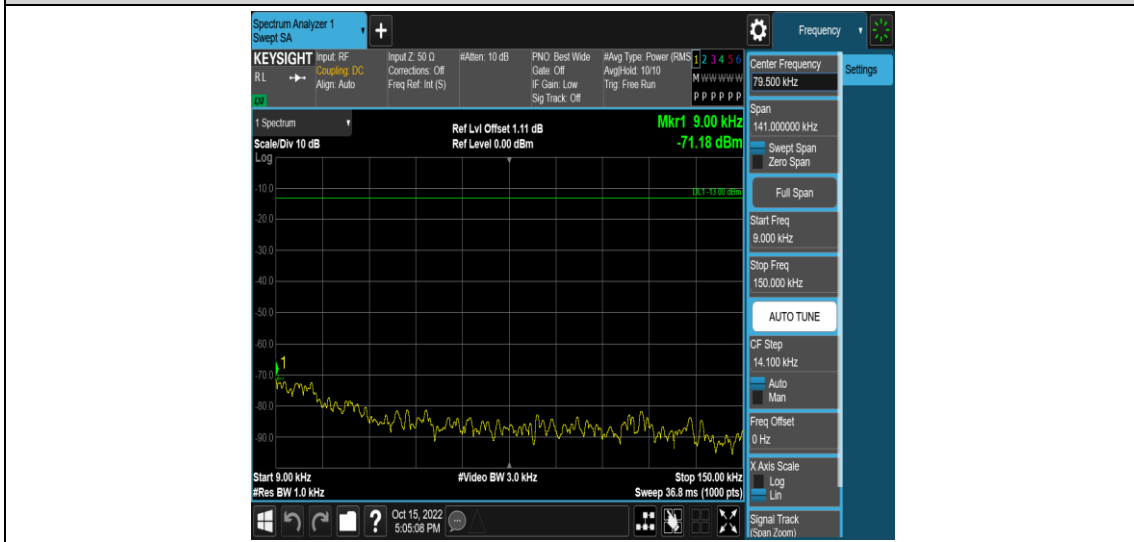 Spectrum Analyzer 1
Swept SA
+
Frequency
KEYSIGHT
RL
LXI
Input: RF
Coupling: DC
Align: Auto
Input Z: 50 Ω
Corrections: Off
Freq Ref: Int (S)
#Atten: 10 dB
PNO: Best Wide
Gate: Off
IF Gain: Low
Sig Track: Off
#Avg Type: Power (RMS
Avg|Hold: 10/10
Trig: Free Run
1 2 3 4 5 6
M W W W W W
P P P P P P
1 Spectrum
Scale/Div 10 dB
Ref Lvl Offset 1.11 dB
Ref Level 0.00 dBm
Mkr1 9.00 kHz
-71.18 dBm
Log
DL1 -13.00 dBm
-10.0
-20.0
-30.0
-40.0
-50.0
-60.0
1
-70.0
-80.0
-90.0
Start 9.00 kHz
#Res BW 1.0 kHz
#Video BW 3.0 kHz
Stop 150.00 kHz
Sweep 36.8 ms (1000 pts)
Center Frequency
79.500 kHz
Settings
Span
141.000000 kHz
Swept Span
Zero Span
Full Span
Start Freq
9.000 kHz
Stop Freq
150.000 kHz
AUTO TUNE
CF Step
14.100 kHz
Auto
Man
Freq Offset
0 Hz
X Axis Scale
Log
Lin
Signal Track
(Span Zoom)
?
Oct 15, 2022
5:05:08 PM